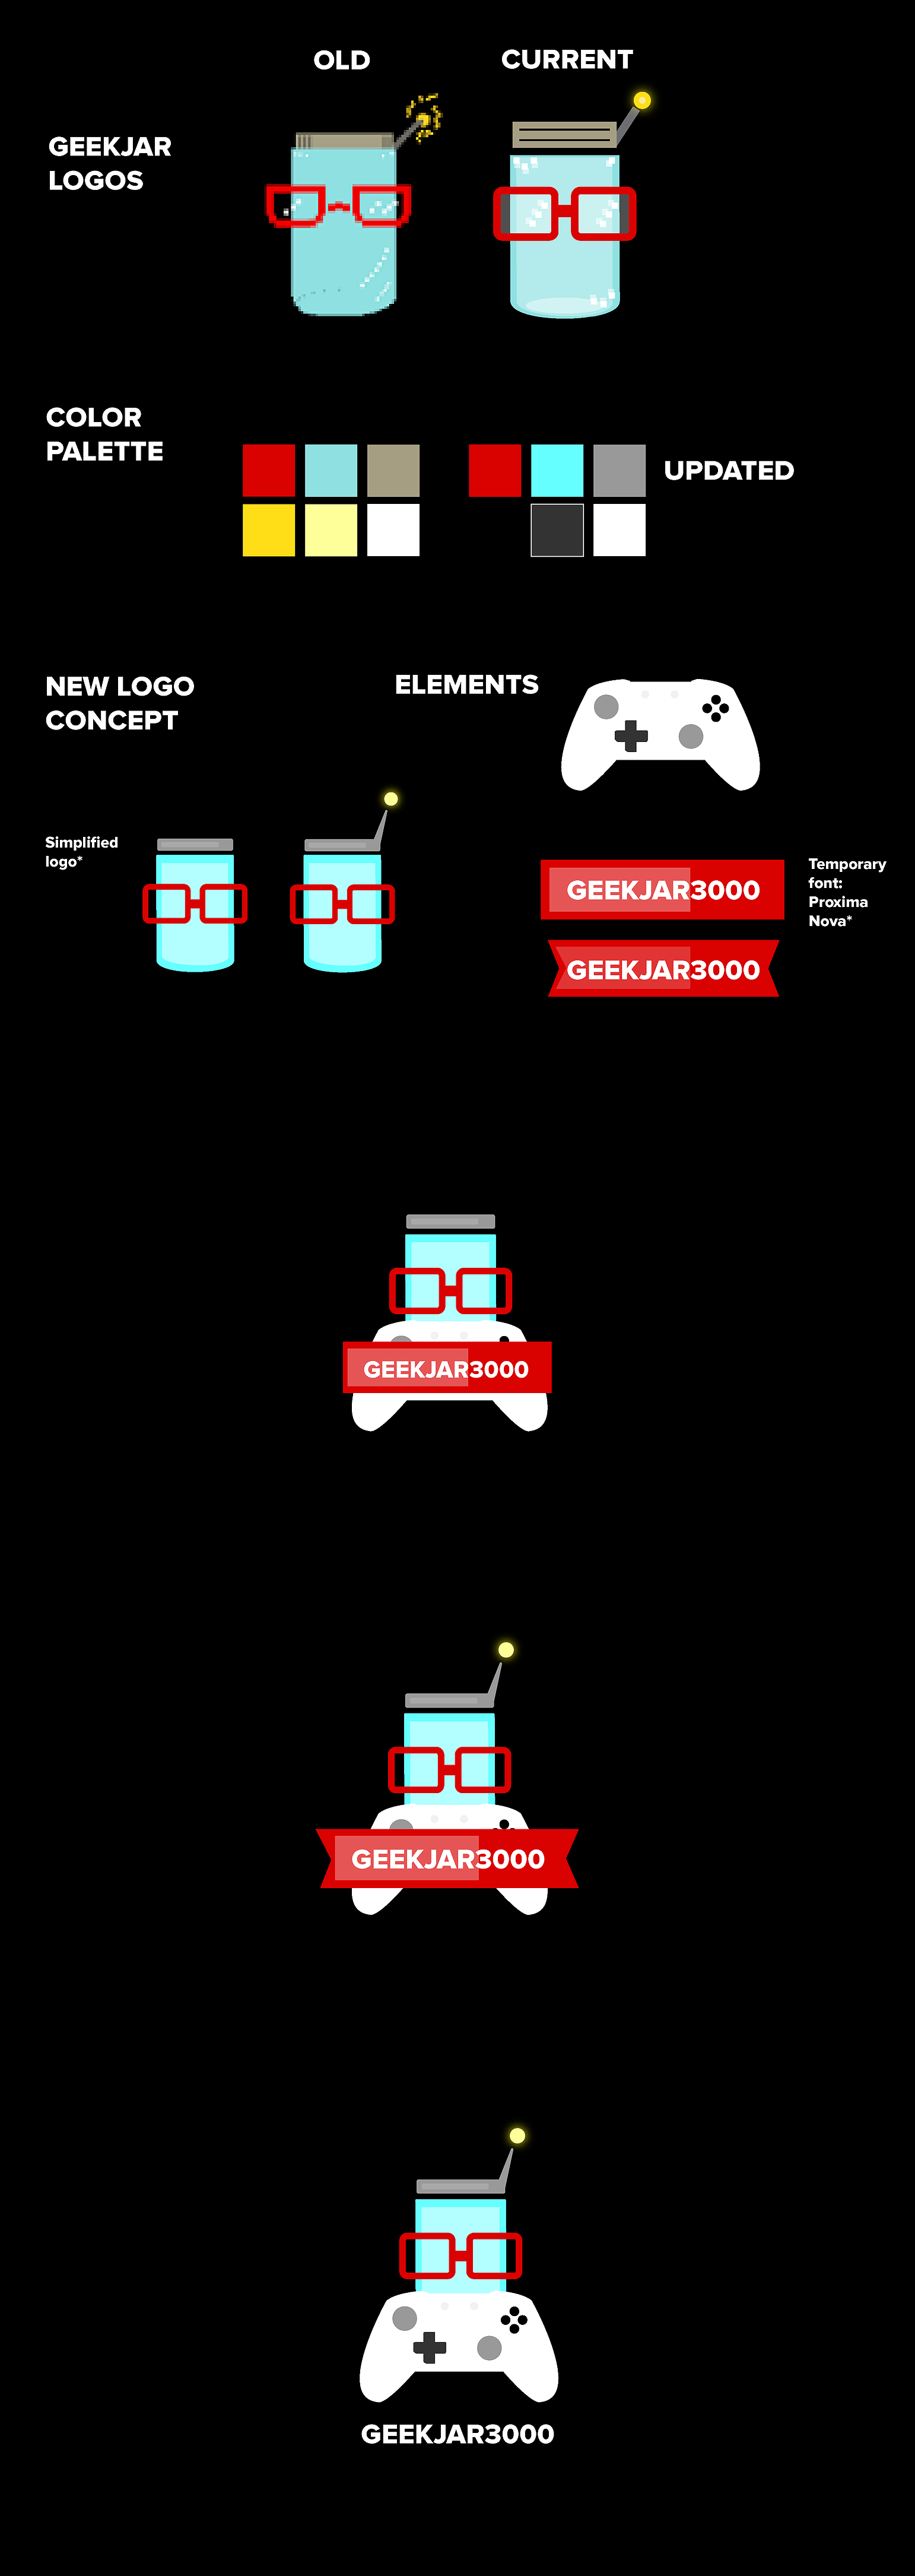 OLD
CURRENT
GEEKJAR
LOGOS
COLOR
PALETTE
UPDATED
NEW LOGO
CONCEPT
ELEMENTS
Simplified
logo*
GEEKJAR3000
Temporary
font:
Proxima
Nova*
GEEKJAR3000
GEEKJAR3000
GEEKJAR3000
GEEKJAR3000